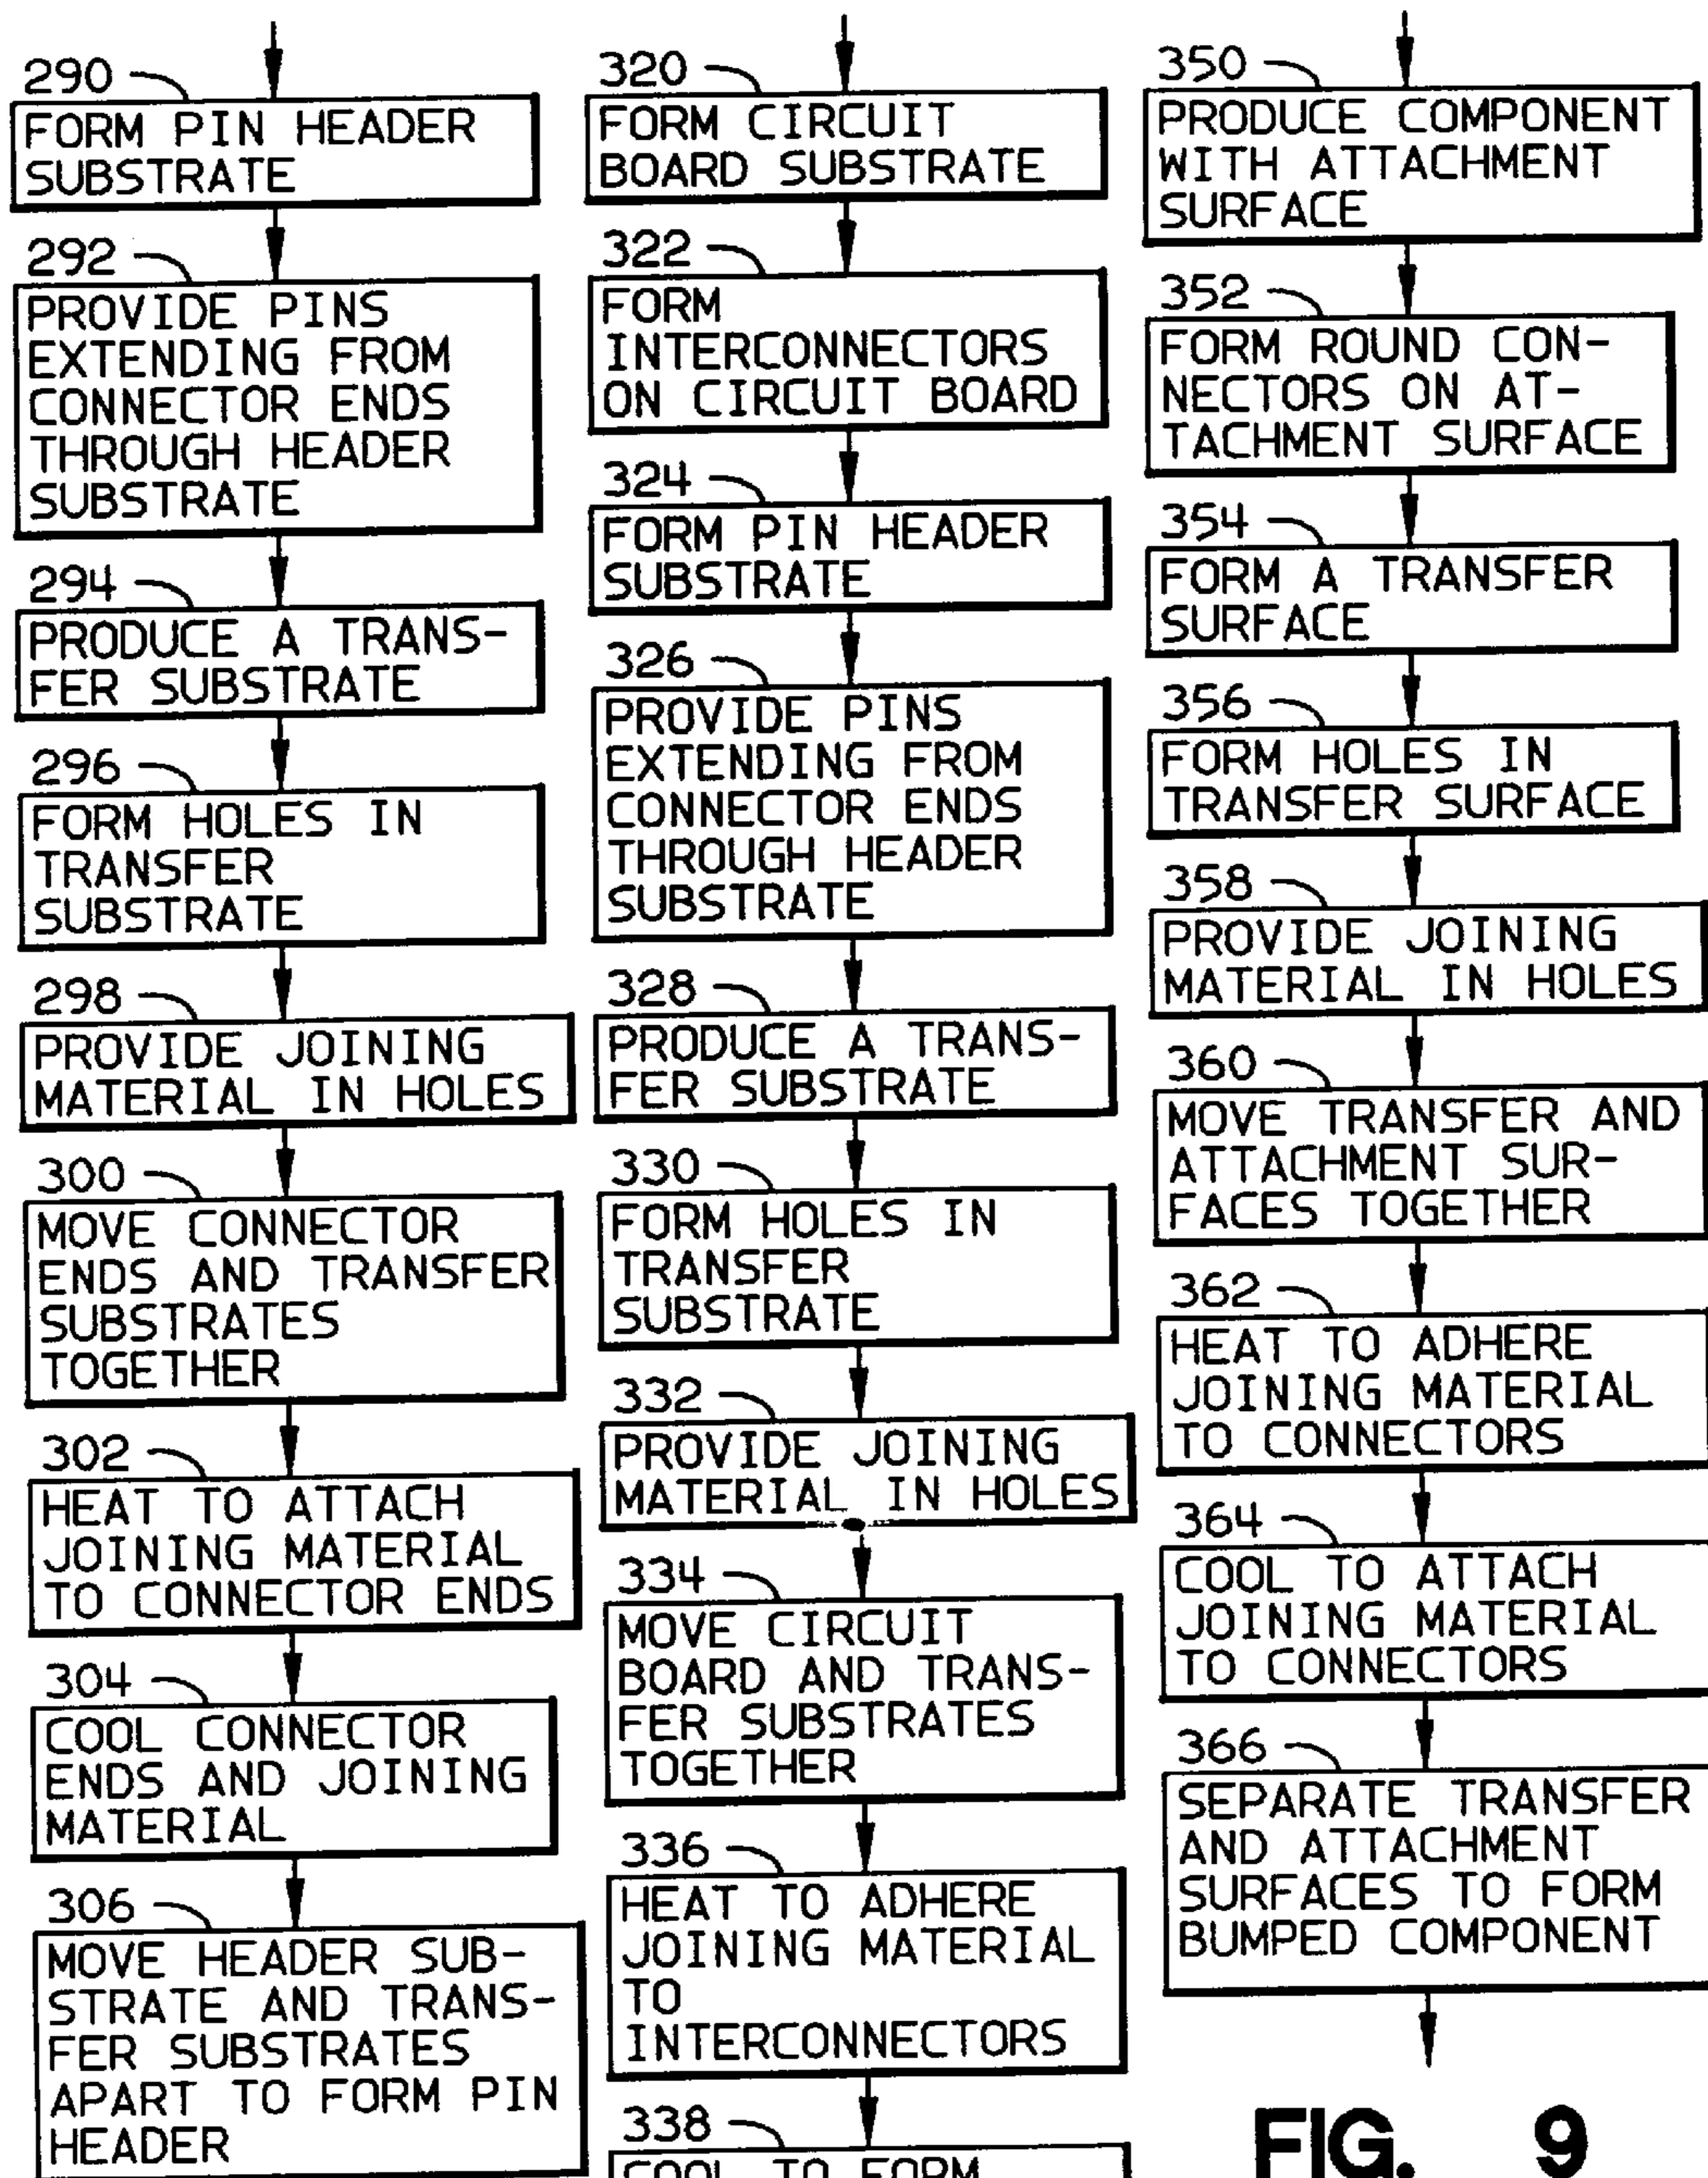 290
FORM PIN HEADER
SUBSTRATE
292
PROVIDE PINS
EXTENDING FROM
CONNECTOR ENDS
THROUGH HEADER
SUBSTRATE
294
PRODUCE A TRANS-
FER SUBSTRATE
296
FORM HOLES IN
TRANSFER
SUBSTRATE
298
PROVIDE JOINING
MATERIAL IN HOLES
300
MOVE CONNECTOR
ENDS AND TRANSFER
SUBSTRATES
TOGETHER
302
HEAT TO ATTACH
JOINING MATERIAL
TO CONNECTOR ENDS
304
COOL CONNECTOR
ENDS AND JOINING
MATERIAL
306
MOVE HEADER SUB-
STRATE AND TRANS-
FER SUBSTRATES
APART TO FORM PIN
HEADER
320
FORM CIRCUIT
BOARD SUBSTRATE
322
FORM
INTERCONNECTORS
ON CIRCUIT BOARD
324
FORM PIN HEADER
SUBSTRATE
326
PROVIDE PINS
EXTENDING FROM
CONNECTOR ENDS
THROUGH HEADER
SUBSTRATE
328
PRODUCE A TRANS-
FER SUBSTRATE
330
FORM HOLES IN
TRANSFER
SUBSTRATE
332
PROVIDE JOINING
MATERIAL IN HOLES
334
MOVE CIRCUIT
BOARD AND TRANS-
FER SUBSTRATES
TOGETHER
336
HEAT TO ADHERE
JOINING MATERIAL
TO
INTERCONNECTORS
338
COOL TO FORM
350
PRODUCE COMPONENT
WITH ATTACHMENT
SURFACE
352
FORM ROUND CON-
NECTORS ON AT-
TACHMENT SURFACE
354
FORM A TRANSFER
SURFACE
356
FORM HOLES IN
TRANSFER SURFACE
358
PROVIDE JOINING
MATERIAL IN HOLES
360
MOVE TRANSFER AND
ATTACHMENT SUR-
FACES TOGETHER
362
HEAT TO ADHERE
JOINING MATERIAL
TO CONNECTORS
364
COOL TO ATTACH
JOINING MATERIAL
TO CONNECTORS
366
SEPARATE TRANSFER
AND ATTACHMENT
SURFACES TO FORM
BUMPED COMPONENT
FIG. 9